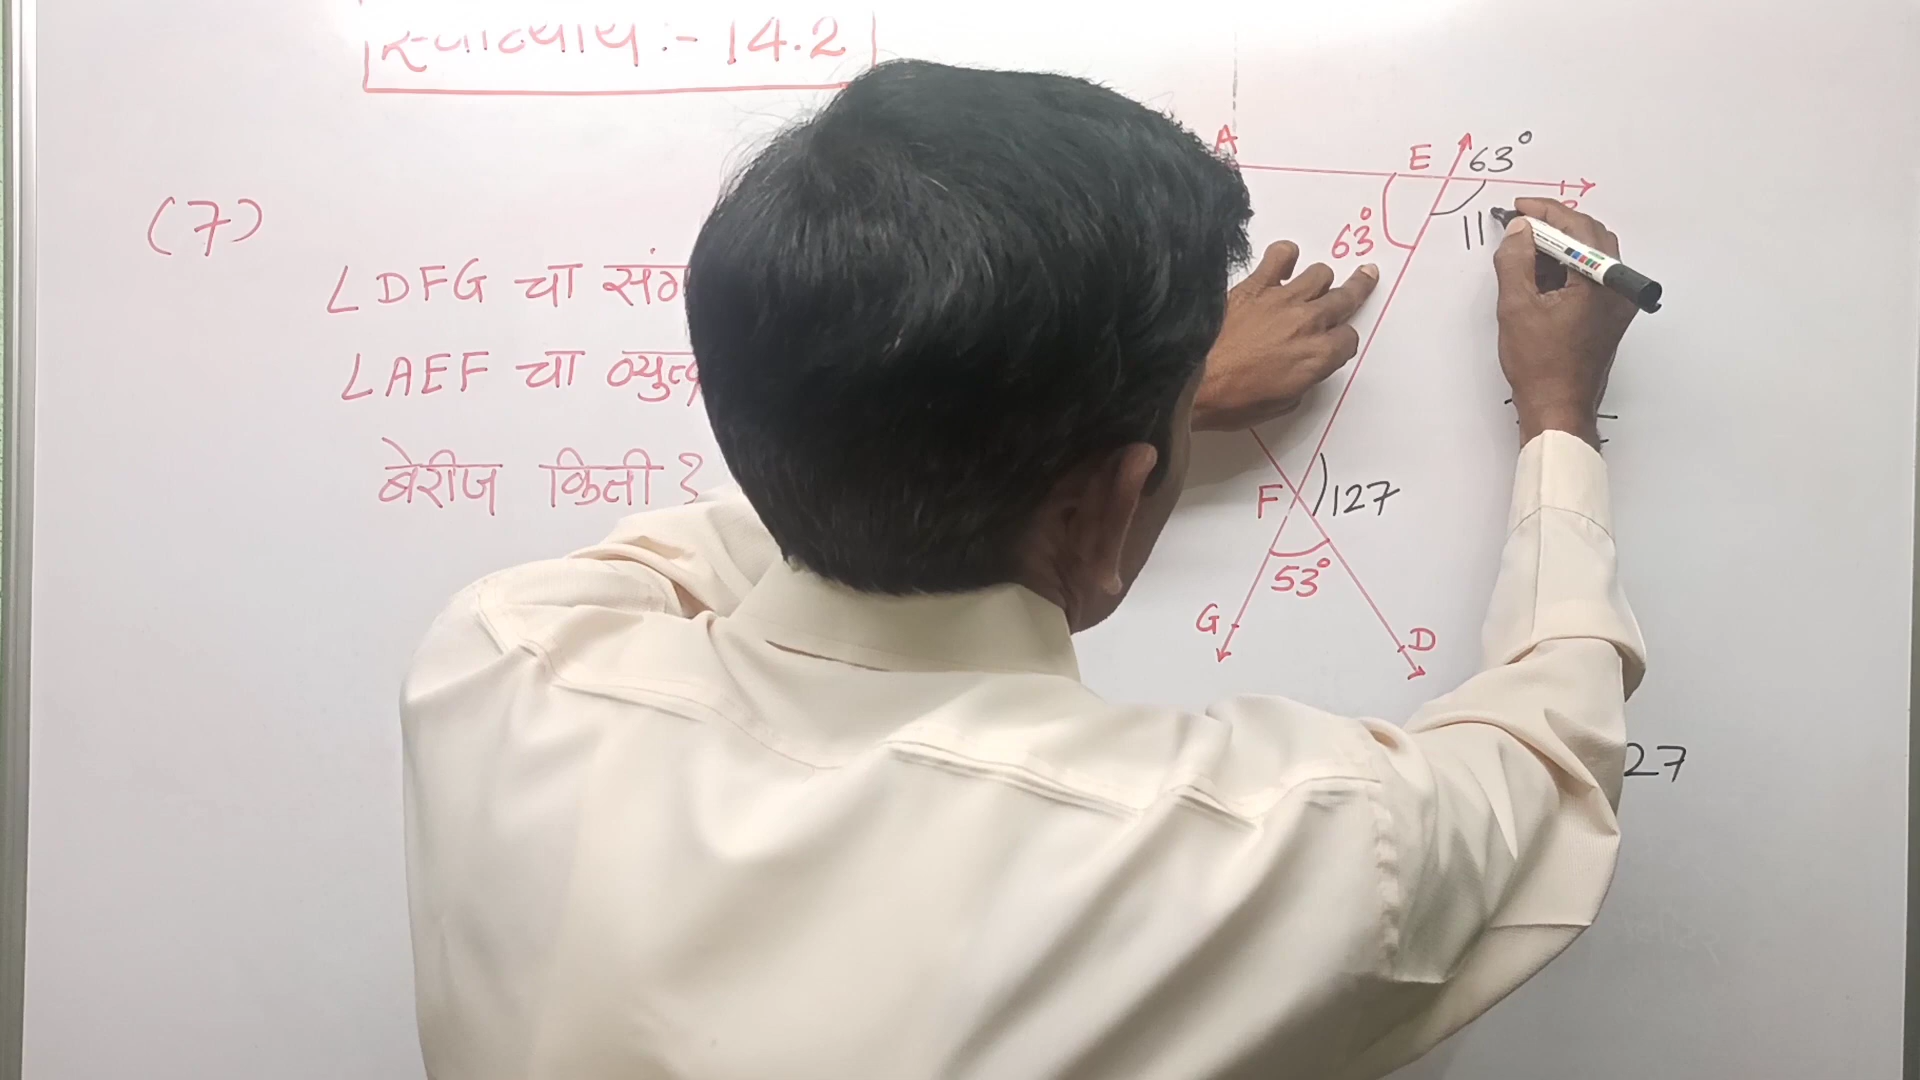 स्वाध्याय :- 14.2
(7)
∠DFG चा
∠AEF चा
बेरीज किती ?
A
E
63°
63°
11
F
127
53°
G
D
27